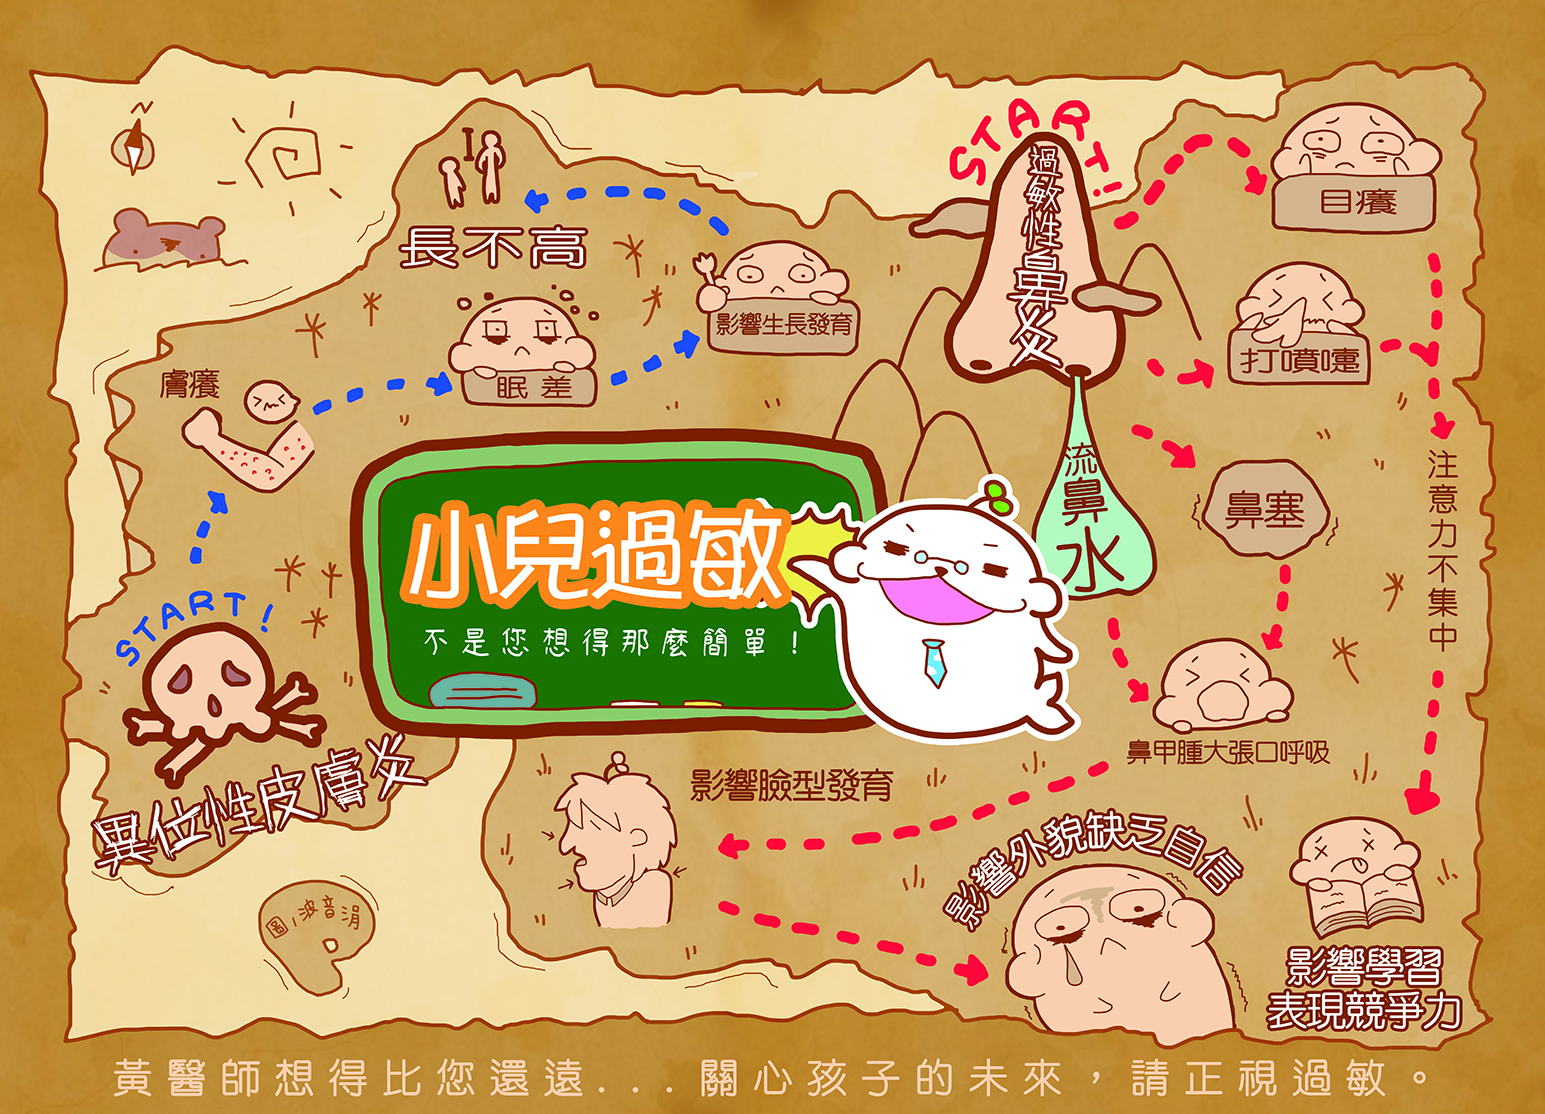 N
START!
過敏性鼻炎
目癢
打噴嚏
流鼻水
鼻塞
注意力不集中
鼻甲腫大張口呼吸
影響臉型發育
影響外貌缺乏自信
影響學習
表現競爭力
START!
異位性皮膚炎
膚癢
眠差
影響生長發育
長不高
小兒過敏
不是您想得那麼簡單！
圖/波音涓
黃醫師想得比您還遠...關心孩子的未來，請正視過敏。